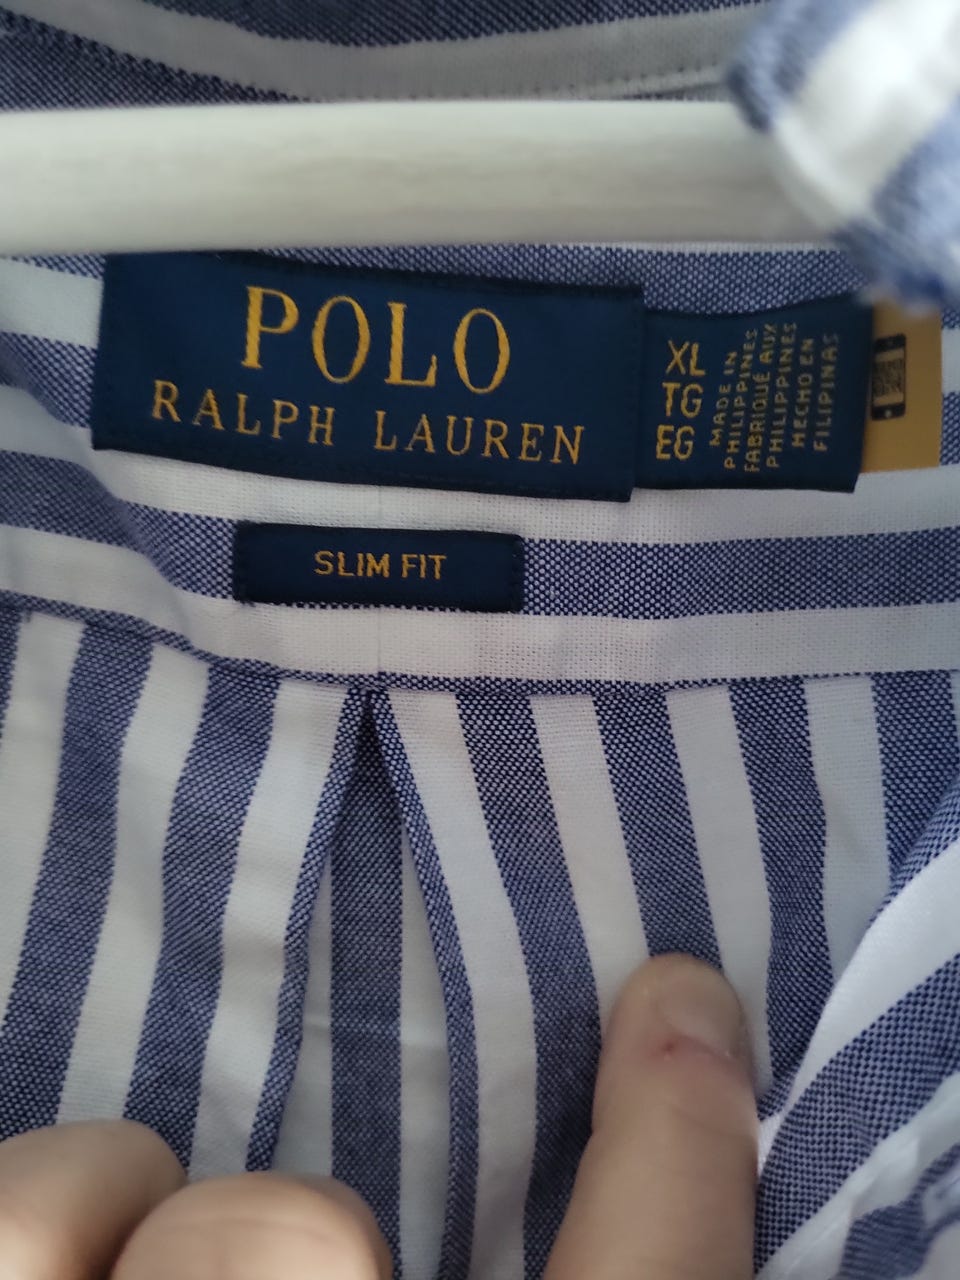 POLO
RALPH LAUREN
XL
TG
EG
MADE IN
PHILIPPINES
FABRIQUÉ AUX
PHILIPPINES
HECHO EN
FILIPINAS
SLIM FIT